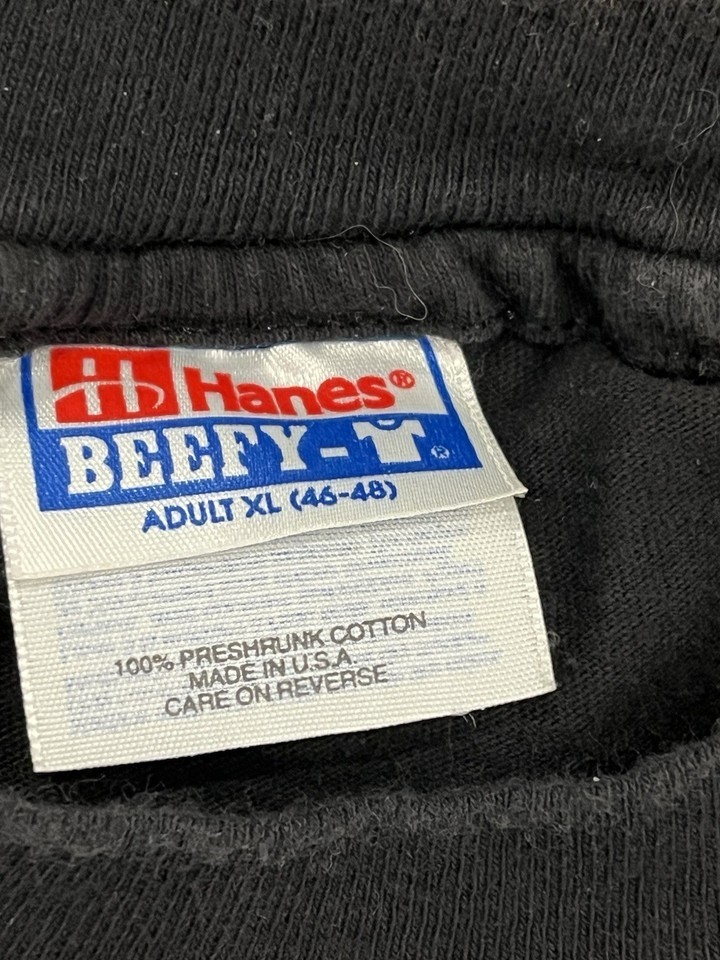 Hanes®
BEEFY-T®
ADULT XL (46-48)
100% PRESHRUNK COTTON
MADE IN U.S.A.
CARE ON REVERSE